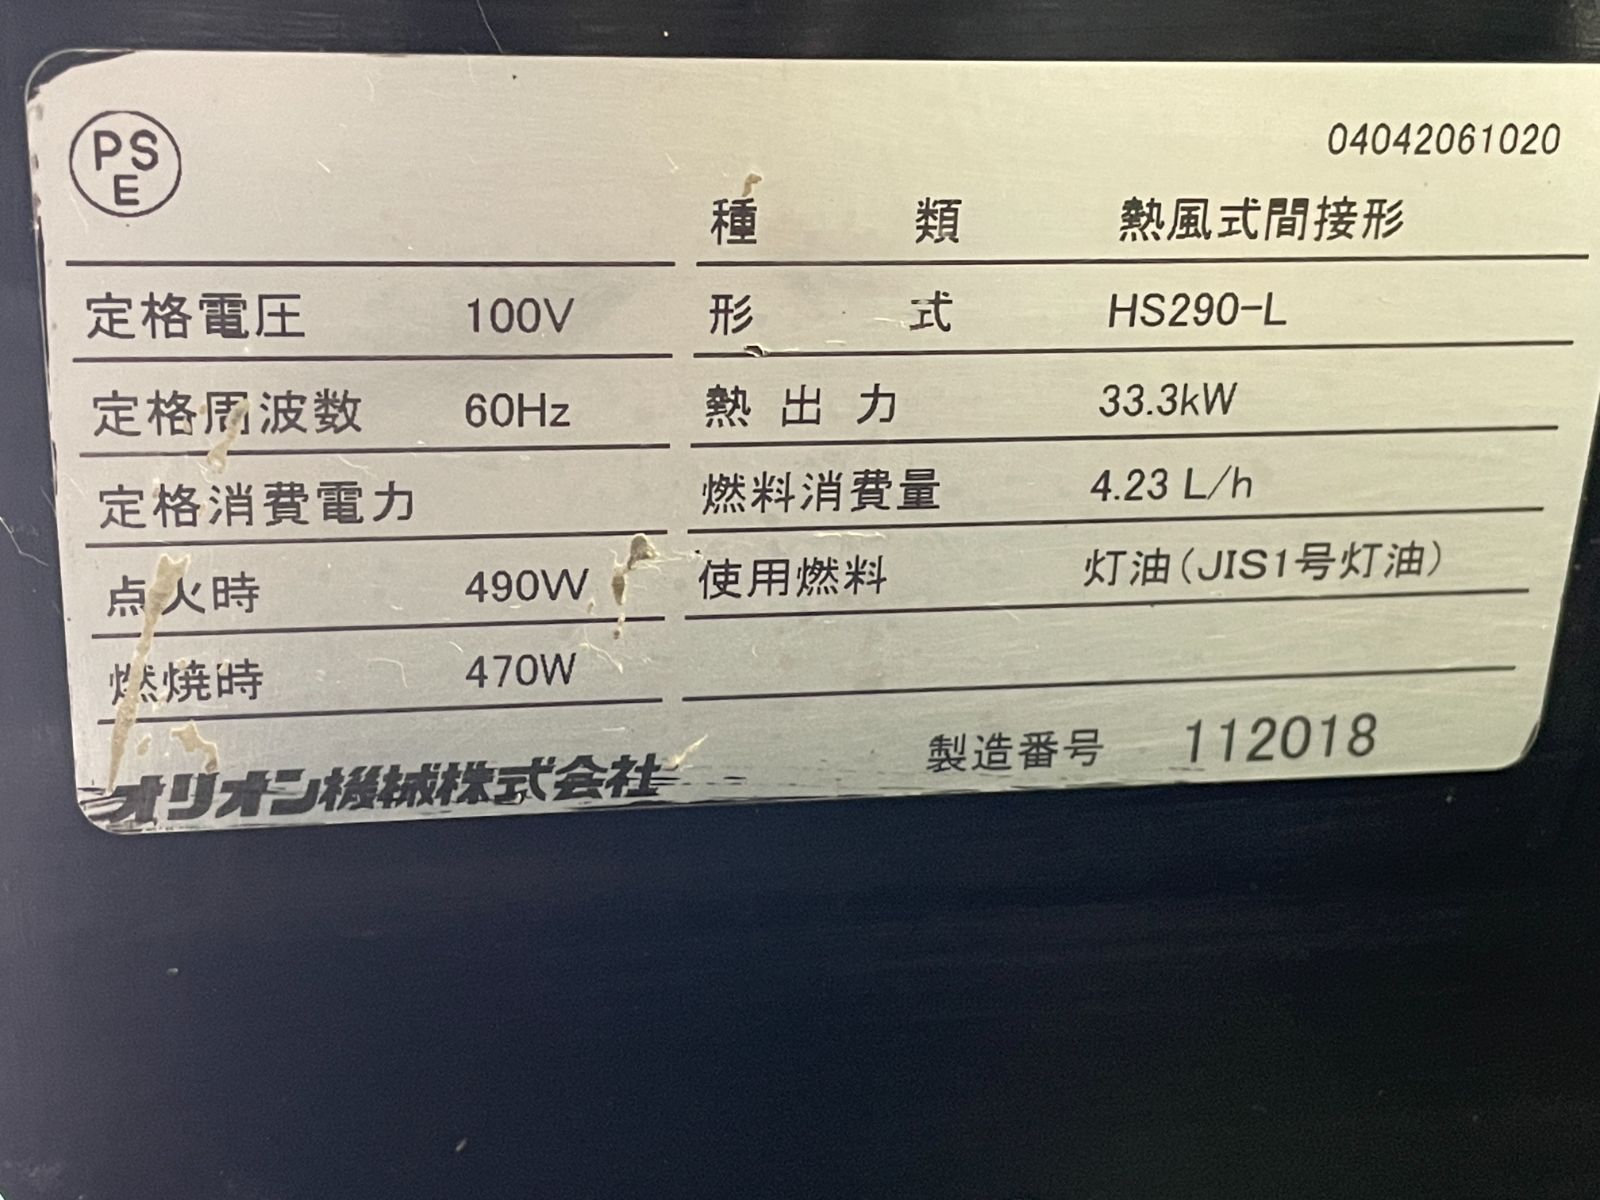 PS
E
04042061020
種類 熱風式間接形
定格電圧 100V
形式 HS290-L
定格周波数 60Hz
熱出力 33.3kW
定格消費電力
燃料消費量 4.23 L/h
点火時 490W
使用燃料 灯油(JIS1号灯油)
燃焼時 470W
製造番号 112018
オリオン機械株式会社